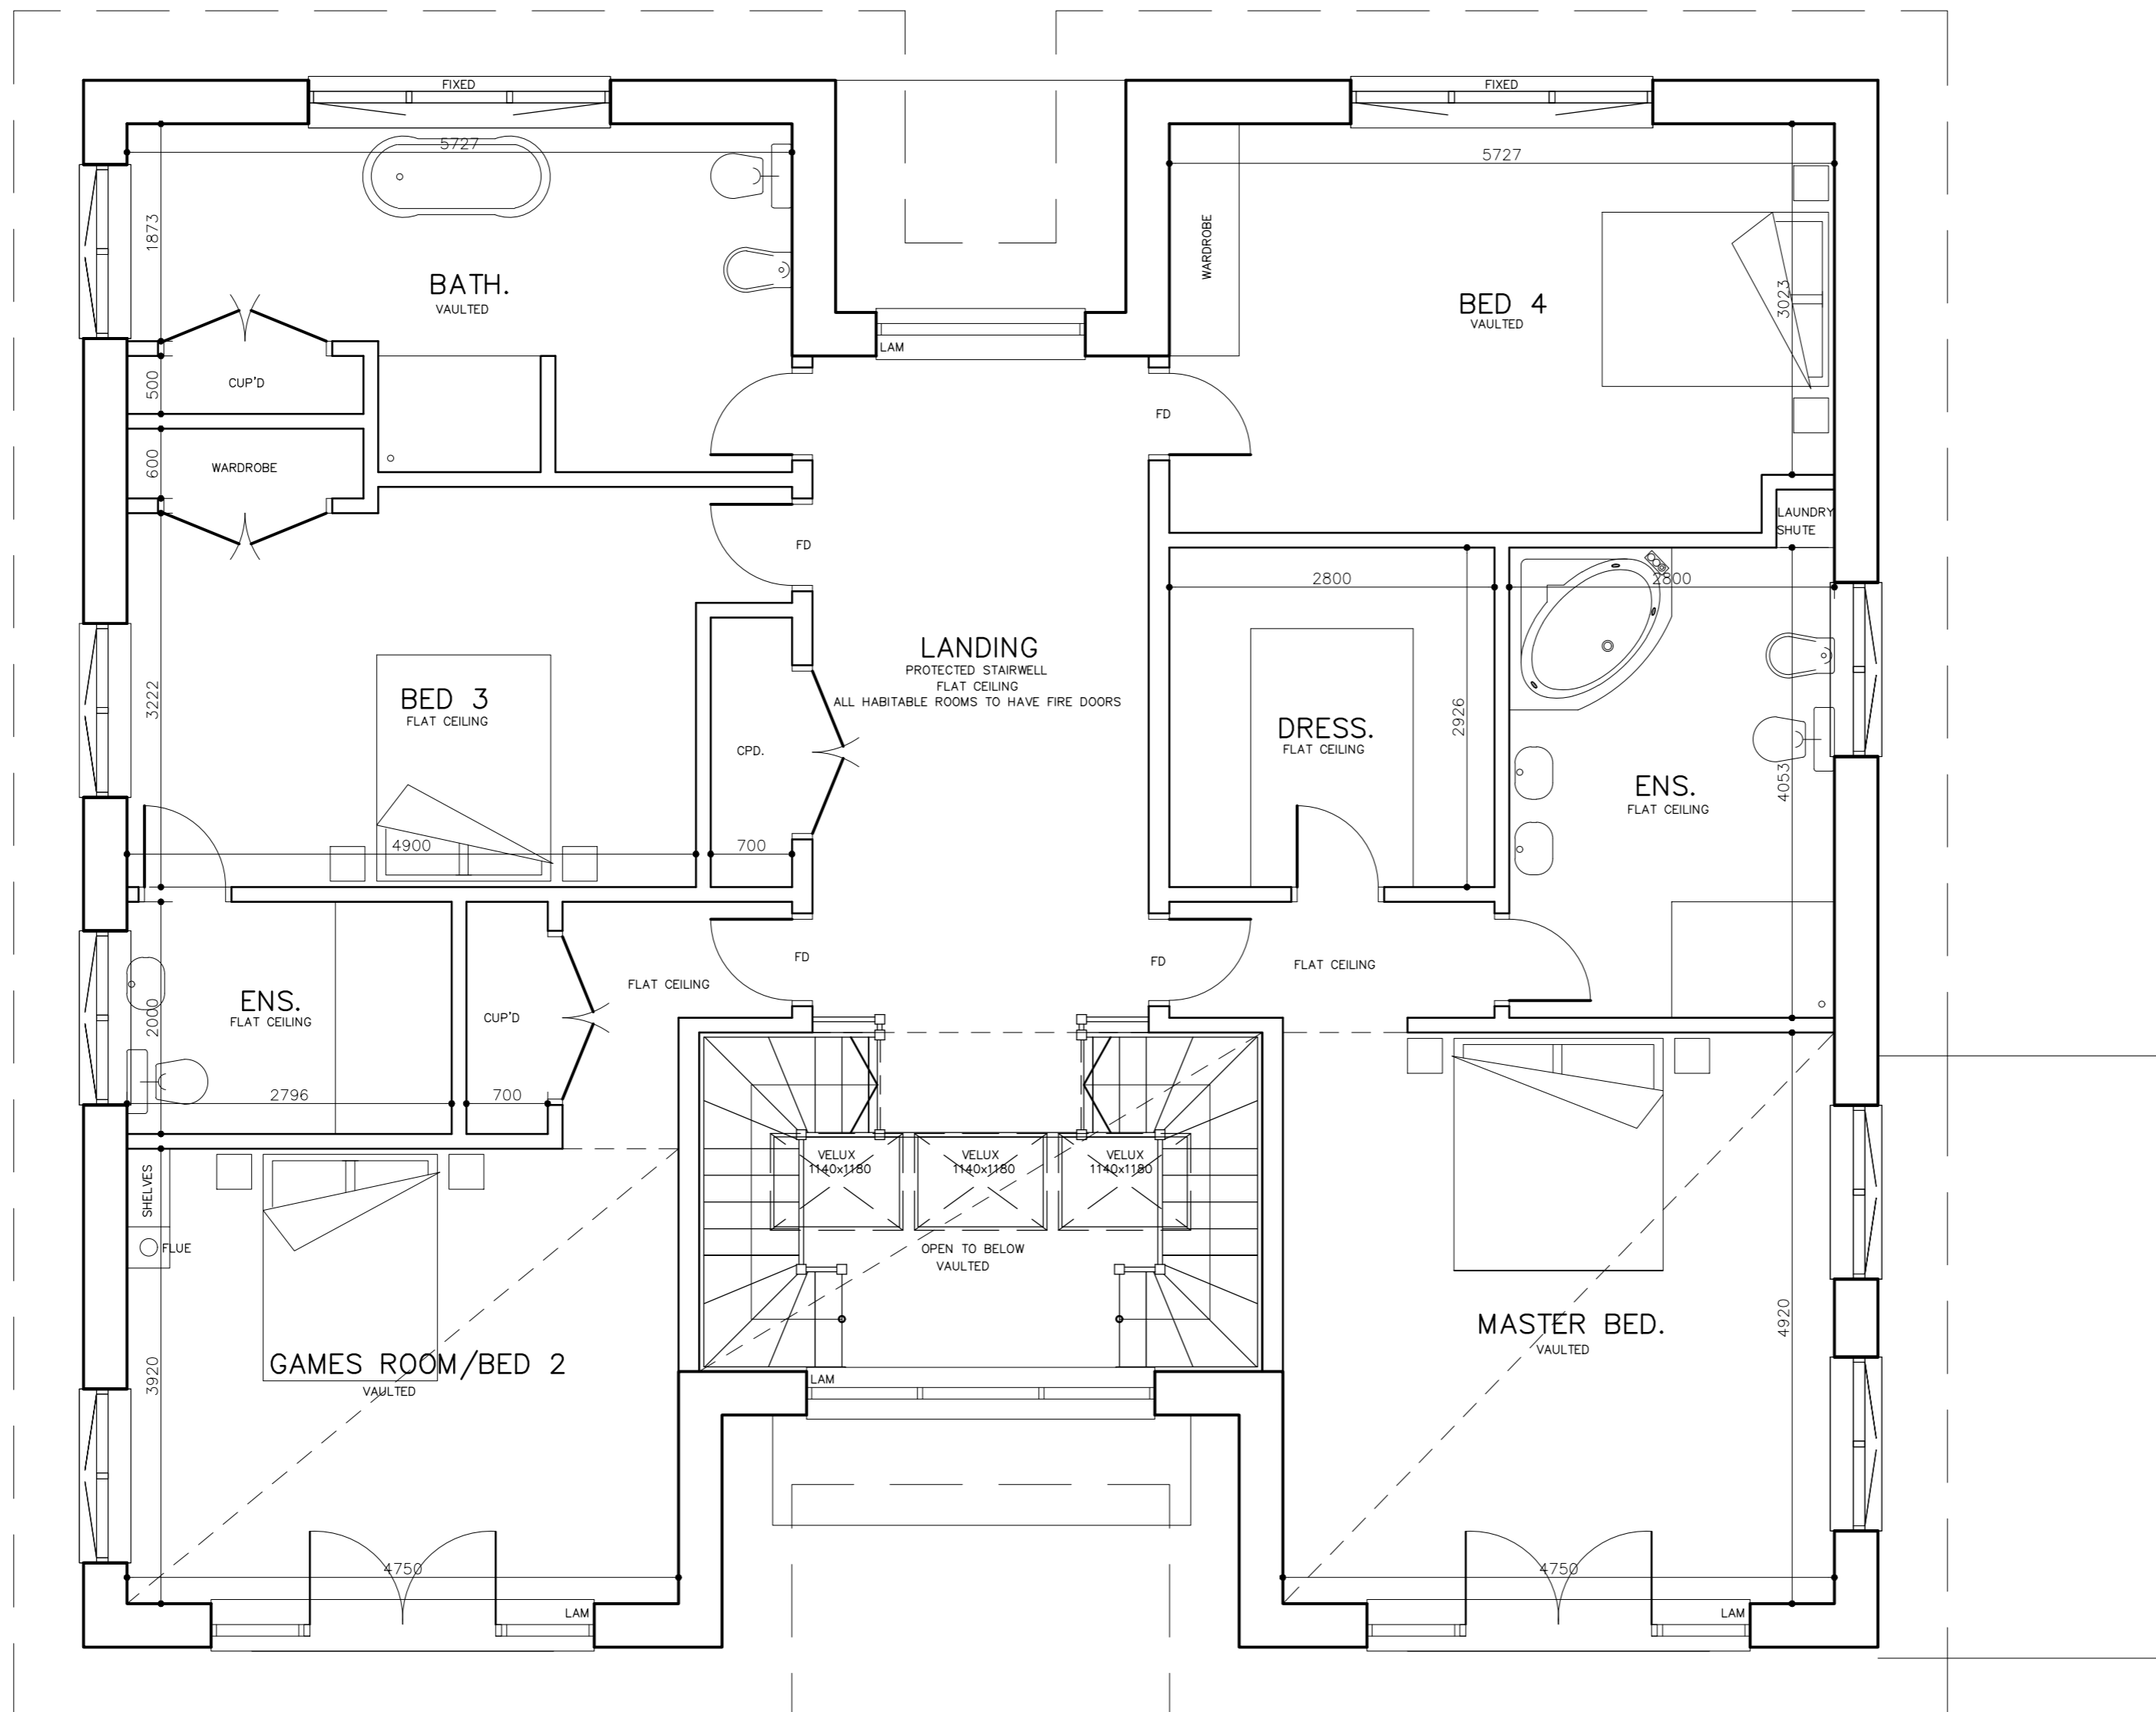 FIXED
FIXED
5727
5727
1873
WARDROBE
BATH.
VAULTED
BED 4
VAULTED
3023
LAM
CUP'D
500
FD
WARDROBE
600
LAUNDRY
SHUTE
FD
2800
2800
LANDING
PROTECTED STAIRWELL
FLAT CEILING
ALL HABITABLE ROOMS TO HAVE FIRE DOORS
BED 3
FLAT CEILING
3222
CPD.
DRESS.
FLAT CEILING
2926
ENS.
FLAT CEILING
4053
4900
700
FD
FD
FLAT CEILING
FLAT CEILING
ENS.
FLAT CEILING
2000
CUP'D
2796
700
VELUX
1140x1180
VELUX
1140x1180
VELUX
1140x1180
SHELVES
FLUE
OPEN TO BELOW
VAULTED
MASTER BED.
VAULTED
4920
GAMES ROOM/BED 2
VAULTED
3920
LAM
4750
4750
LAM
LAM